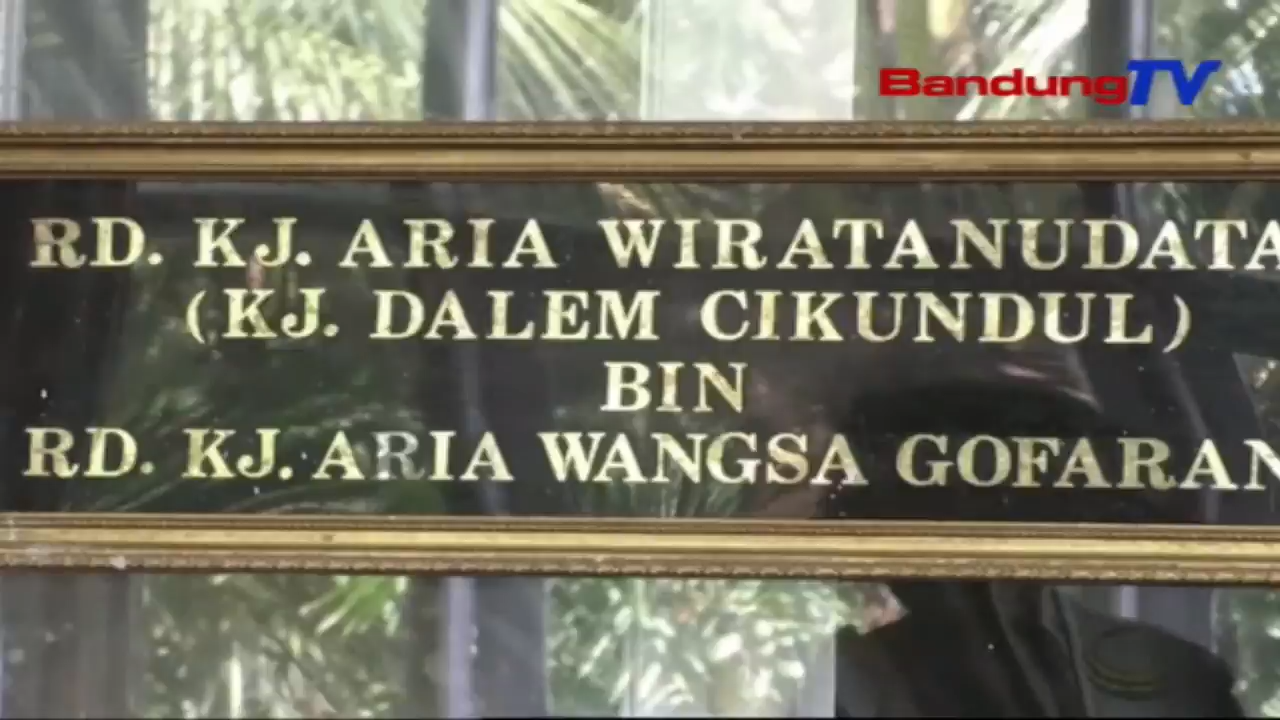 BandungTV
RD. KJ. ARIA WIRATANUDATA
(KJ. DALEM CIKUNDUL)
BIN
RD. KJ. ARIA WANGSA GOFARAN